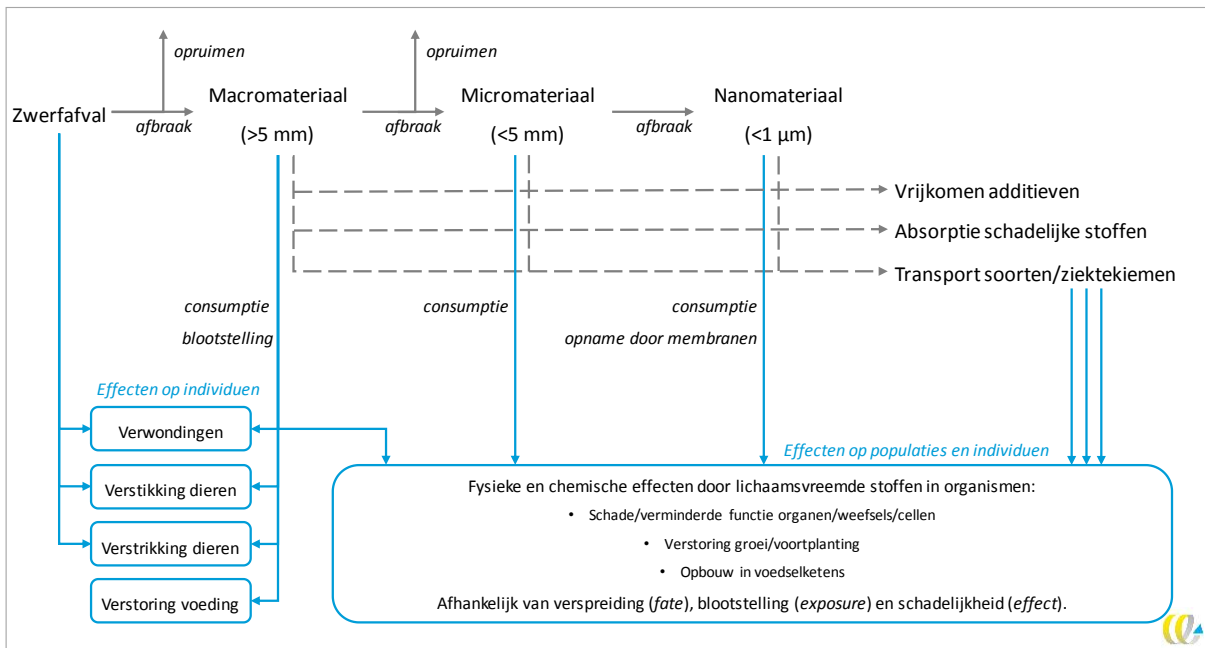 opruimen
opruimen
Zwerfafval
afbraak
Macromateriaal
(>5 mm)
afbraak
Micromateriaal
(<5 mm)
afbraak
Nanomateriaal
(<1 µm)
Vrijkomen additieven
Absorptie schadelijke stoffen
Transport soorten/ziektekiemen
consumptie
blootstelling
consumptie
consumptie
opname door membranen
Effecten op individuen
Verwondingen
Verstikking dieren
Verstrikking dieren
Verstoring voeding
Effecten op populaties en individuen
Fysieke en chemische effecten door lichaamsvreemde stoffen in organismen:
• Schade/verminderde functie organen/weefsels/cellen
• Verstoring groei/voortplanting
• Opbouw in voedselketens
Afhankelijk van verspreiding (fate), blootstelling (exposure) en schadelijkheid (effect).